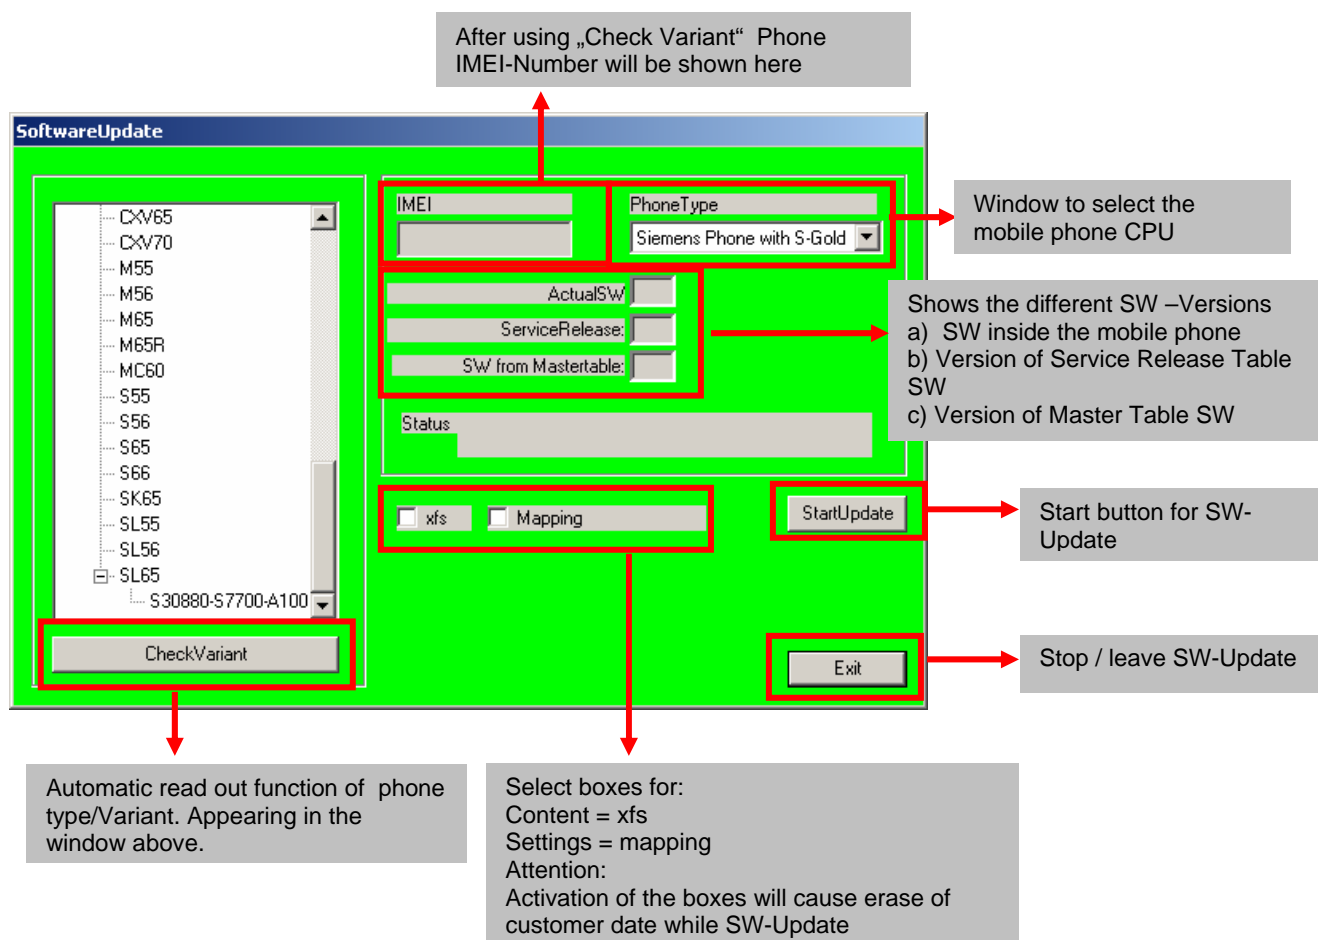 After using „Check Variant“ Phone
IMEI-Number will be shown here
SoftwareUpdate
CXV65
CXV70
M55
M56
M65
M65R
MC60
S55
S56
S65
S66
SK65
SL55
SL56
SL65
S30880-S7700-A100
CheckVariant
IMEI
PhoneType
Siemens Phone with S-Gold
ActualSW
ServiceRelease:
SW from Mastertable:
Status
xfs
Mapping
StartUpdate
Exit
Window to select the
mobile phone CPU
Shows the different SW –Versions
a) SW inside the mobile phone
b) Version of Service Release Table
SW
c) Version of Master Table SW
Start button for SW-
Update
Stop / leave SW-Update
Automatic read out function of phone
type/Variant. Appearing in the
window above.
Select boxes for:
Content = xfs
Settings = mapping
Attention:
Activation of the boxes will cause erase of
customer date while SW-Update